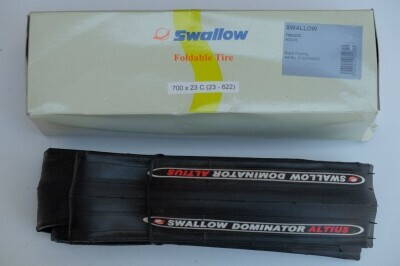 Swallow
Foldable Tire
700 x 23 C (23 - 622)
SWALLOW
SWALLOW DOMINATOR ALTIUS
SWALLOW DOMINATOR ALTIUS